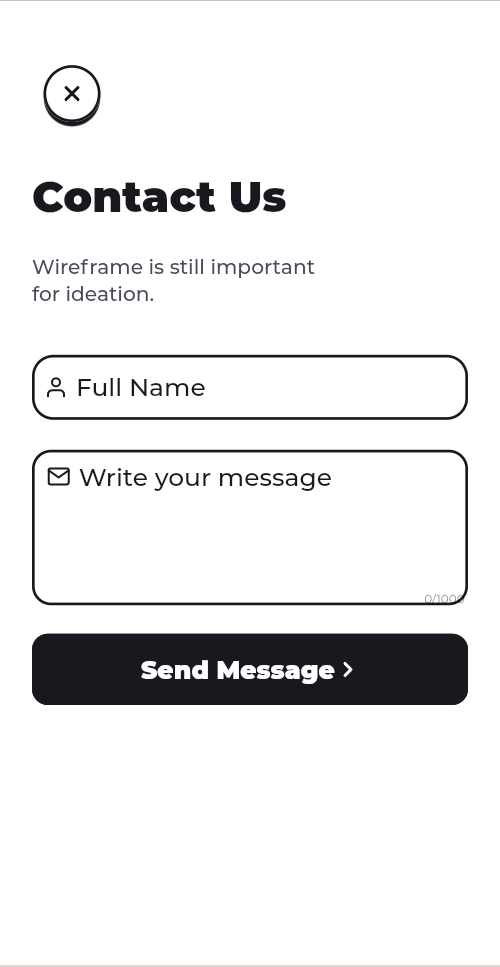 Contact Us
Wireframe is still important
for ideation.
Full Name
Write your message
0/1000
Send Message